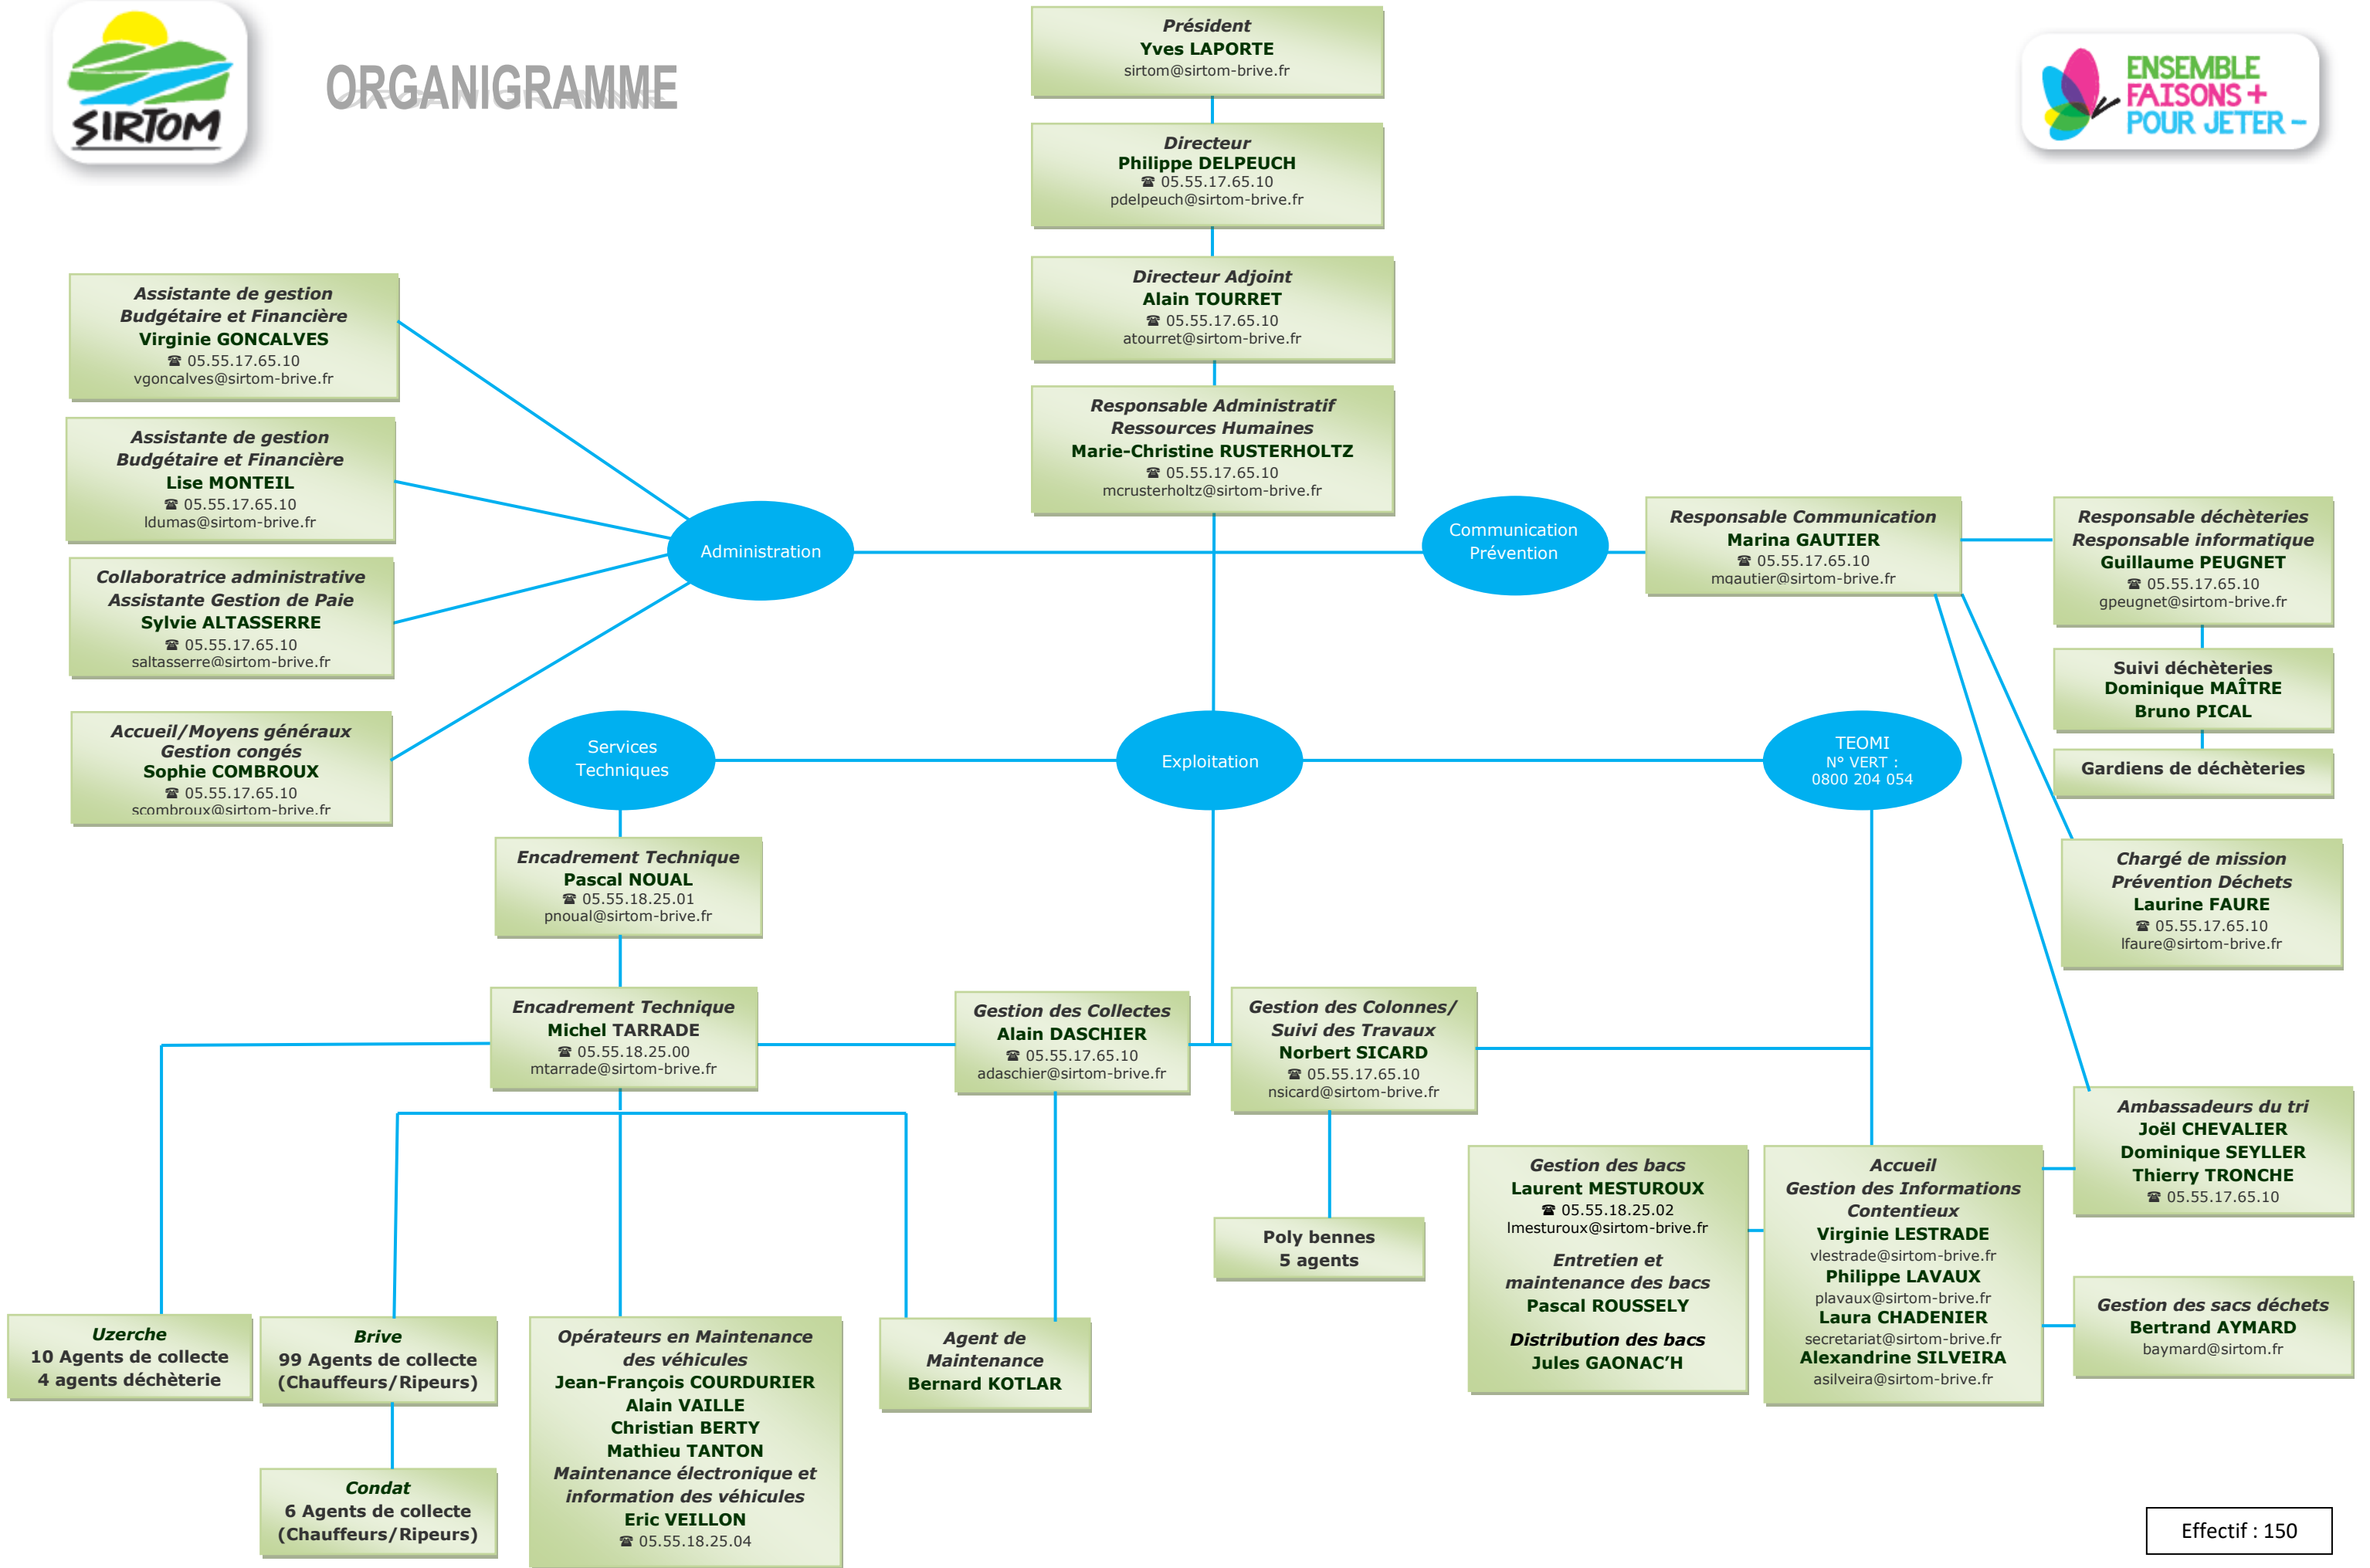 SIRTOM
ORGANIGRAMME
ENSEMBLE
FAISONS +
POUR JETER -
Président
Yves LAPORTE
sirtom@sirtom-brive.fr
Directeur
Philippe DELPEUCH
☎ 05.55.17.65.10
pdelpeuch@sirtom-brive.fr
Directeur Adjoint
Alain TOURRET
☎ 05.55.17.65.10
atourret@sirtom-brive.fr
Responsable Administratif
Ressources Humaines
Marie-Christine RUSTERHOLTZ
☎ 05.55.17.65.10
mcrusterholtz@sirtom-brive.fr
Assistante de gestion
Budgétaire et Financière
Virginie GONCALVES
☎ 05.55.17.65.10
vgoncalves@sirtom-brive.fr
Assistante de gestion
Budgétaire et Financière
Lise MONTEIL
☎ 05.55.17.65.10
ldumas@sirtom-brive.fr
Collaboratrice administrative
Assistante Gestion de Paie
Sylvie ALTASSERRE
☎ 05.55.17.65.10
saltasserre@sirtom-brive.fr
Accueil/Moyens généraux
Gestion congés
Sophie COMBROUX
☎ 05.55.17.65.10
scombroux@sirtom-brive.fr
Administration
Communication
Prévention
Responsable Communication
Marina GAUTIER
☎ 05.55.17.65.10
mgautier@sirtom-brive.fr
Responsable déchèteries
Responsable informatique
Guillaume PEUGNET
☎ 05.55.17.65.10
gpeugnet@sirtom-brive.fr
Suivi déchèteries
Dominique MAÎTRE
Bruno PICAL
Gardiens de déchèteries
Chargé de mission
Prévention Déchets
Laurine FAURE
☎ 05.55.17.65.10
lfaure@sirtom-brive.fr
Services
Techniques
Exploitation
TEOMI
N° VERT :
0800 204 054
Encadrement Technique
Pascal NOUAL
☎ 05.55.18.25.01
pnoual@sirtom-brive.fr
Encadrement Technique
Michel TARRADE
☎ 05.55.18.25.00
mtarrade@sirtom-brive.fr
Gestion des Collectes
Alain DASCHIER
☎ 05.55.17.65.10
adaschier@sirtom-brive.fr
Gestion des Colonnes/
Suivi des Travaux
Norbert SICARD
☎ 05.55.17.65.10
nsicard@sirtom-brive.fr
Ambassadeurs du tri
Joël CHEVALIER
Dominique SEYLLER
Thierry TRONCHE
☎ 05.55.17.65.10
Gestion des bacs
Laurent MESTUROUX
☎ 05.55.18.25.02
lmesturoux@sirtom-brive.fr
Entretien et
maintenance des bacs
Pascal ROUSSELY
Distribution des bacs
Jules GAONAC’H
Accueil
Gestion des Informations
Contentieux
Virginie LESTRADE
vlestrade@sirtom-brive.fr
Philippe LAVAUX
plavaux@sirtom-brive.fr
Laura CHADENIER
secretariat@sirtom-brive.fr
Alexandrine SILVEIRA
asilveira@sirtom-brive.fr
Gestion des sacs déchets
Bertrand AYMARD
baymard@sirtom.fr
Poly bennes
5 agents
Uzerche
10 Agents de collecte
4 agents déchèterie
Brive
99 Agents de collecte
(Chauffeurs/Ripeurs)
Condat
6 Agents de collecte
(Chauffeurs/Ripeurs)
Opérateurs en Maintenance
des véhicules
Jean-François COURDURIER
Alain VAILLE
Christian BERTY
Mathieu TANTON
Maintenance électronique et
information des véhicules
Eric VEILLON
☎ 05.55.18.25.04
Agent de
Maintenance
Bernard KOTLAR
Effectif : 150